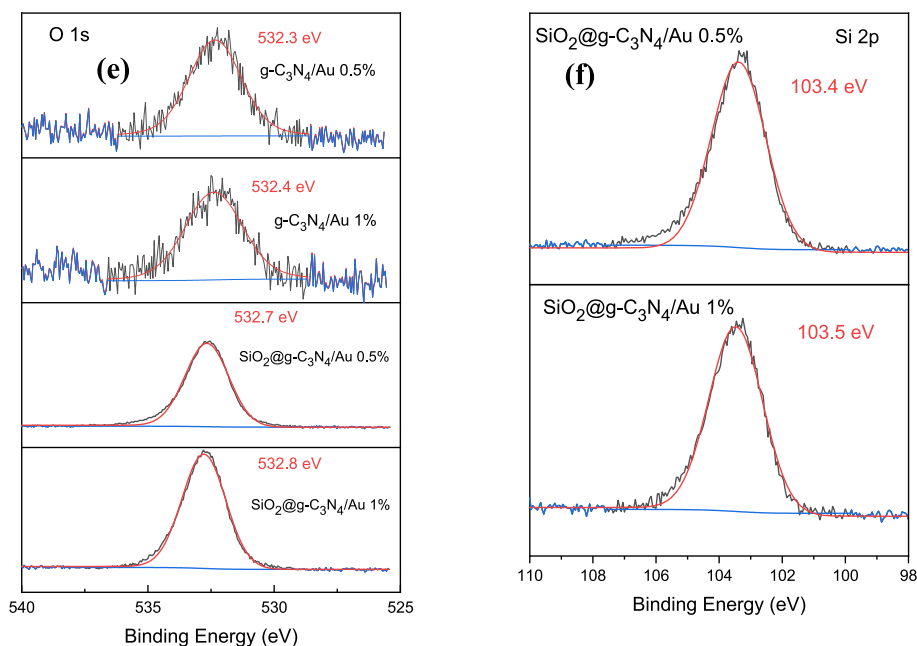 O 1s
(e)
532.3 eV
g-C₃N₄/Au 0.5%
532.4 eV
g-C₃N₄/Au 1%
532.7 eV
SiO₂@g-C₃N₄/Au 0.5%
532.8 eV
SiO₂@g-C₃N₄/Au 1%
540 535 530 525
Binding Energy (eV)
SiO₂@g-C₃N₄/Au 0.5% Si 2p
(f)
103.4 eV
SiO₂@g-C₃N₄/Au 1%
103.5 eV
110 108 106 104 102 100 98
Binding Energy (eV)